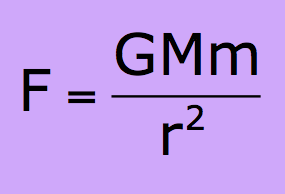 F = GMm / r²